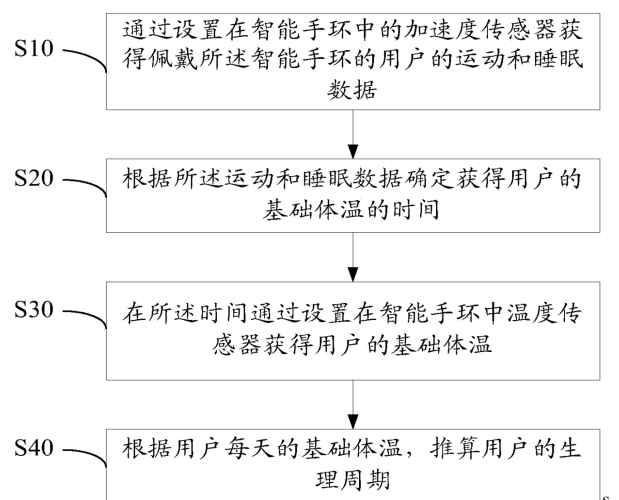 S10
通过设置在智能手环中的加速度传感器获
得佩戴所述智能手环的用户的运动和睡眠
数据
S20
根据所述运动和睡眠数据确定获得用户的
基础体温的时间
S30
在所述时间通过设置在智能手环中温度传
感器获得用户的基础体温
S40
根据用户每天的基础体温，推算用户的生
理周期
s